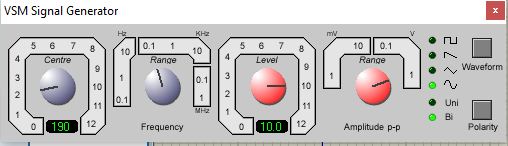 VSM Signal Generator x
Hz KHz mV V
5 6 7 8 0.1 1 10 5 6 7 8 10 0.1
4 Centre 9 10 Range 4 Level 9 1 Range 1
3 10 1 0.1 3 10
2 11 0.1 1 2 11 Waveform
1 MHz 1 Uni
0 190 12 Frequency 0 10.0 12 Amplitude p-p Bi Polarity